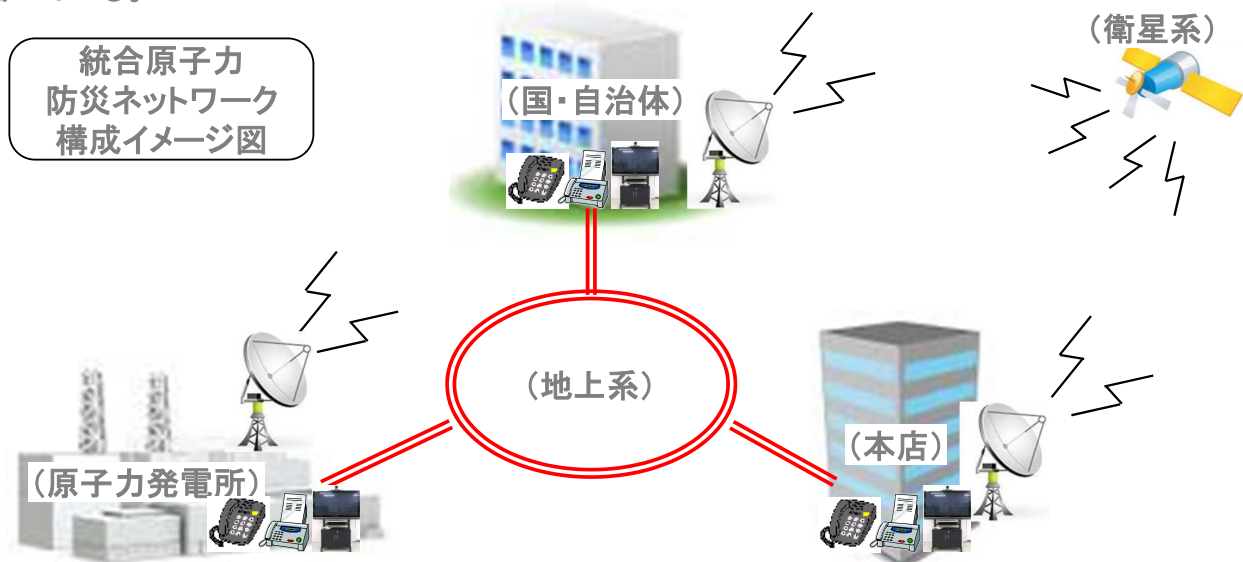 統合原子力
防災ネットワーク
構成イメージ図
（国・自治体）
（衛星系）
（地上系）
（原子力発電所）
（本店）